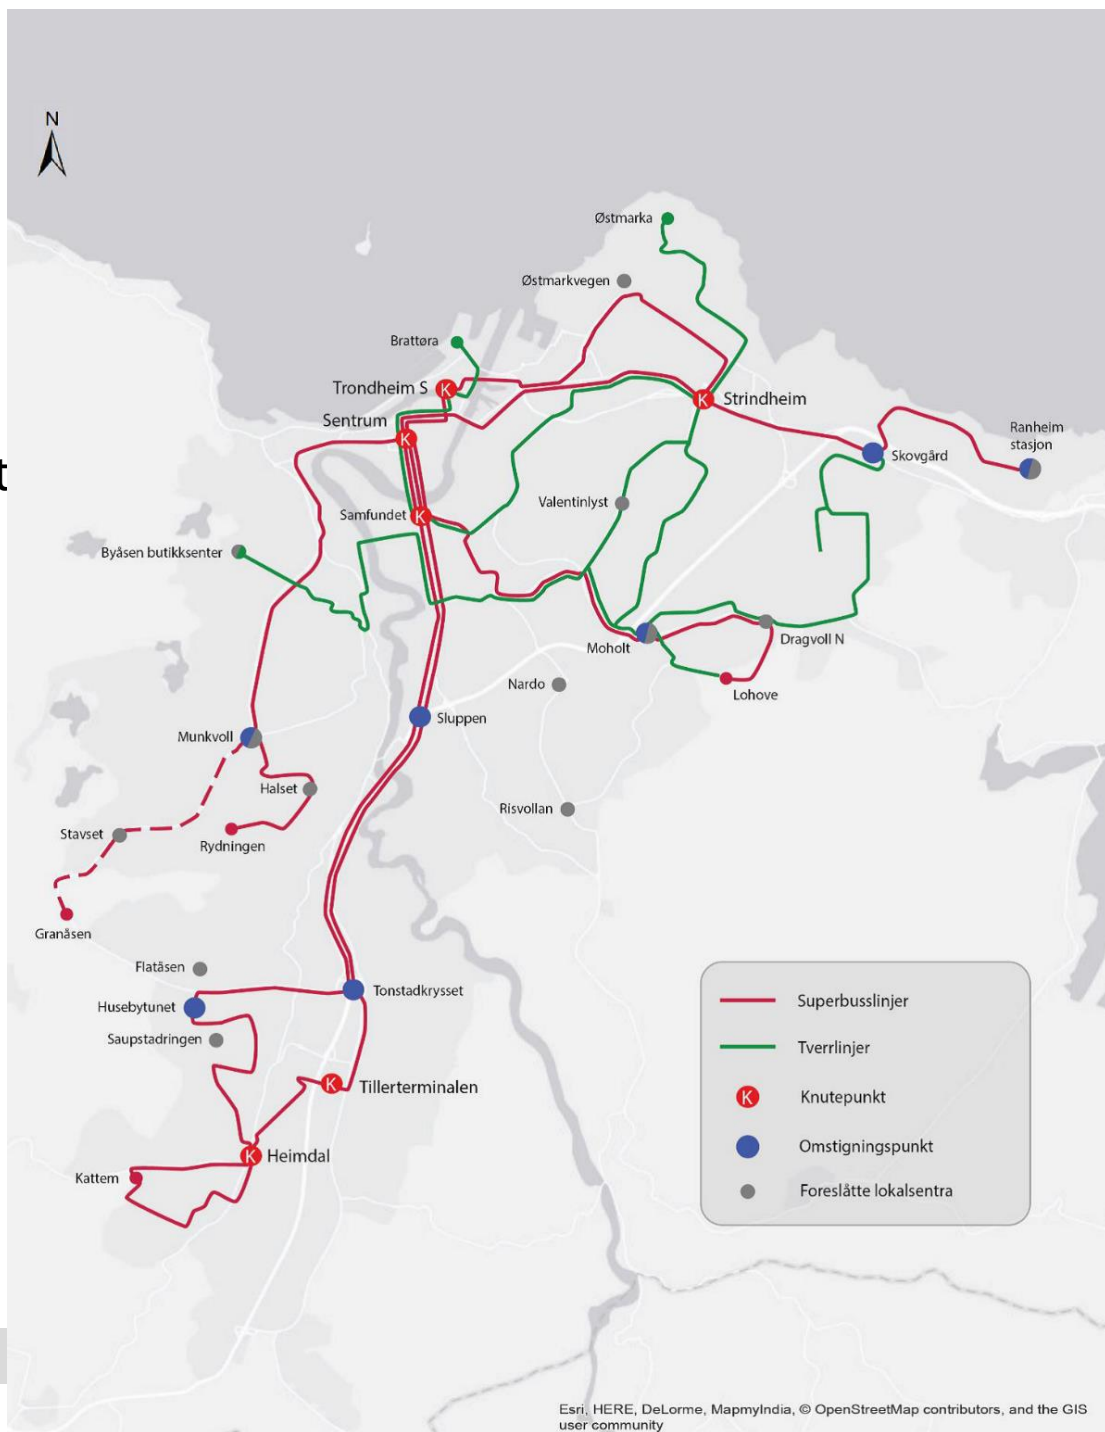 N
Østmarka
Østmarkvegen
Brattøra
Trondheim S
K
Sentrum
K
Strindheim
K
Ranheim
stasjon
Skovgård
t
Samfundet
K
Valentinlyst
Byåsen butikksenter
Moholt
Dragvoll N
Nardo
Lohove
Sluppen
Munkvoll
Halset
Stavset
Rydningen
Risvollan
Granåsen
Flatåsen
Husebytunet
Tonstadkrysset
Saupstadringen
K
Tillerterminalen
K
Heimdal
Kattem
Superbusslinjer
Tverrlinjer
K
Knutepunkt
Omstigningspunkt
Foreslåtte lokalsentra
Esri, HERE, DeLorme, MapmyIndia, © OpenStreetMap contributors, and the GIS
user community